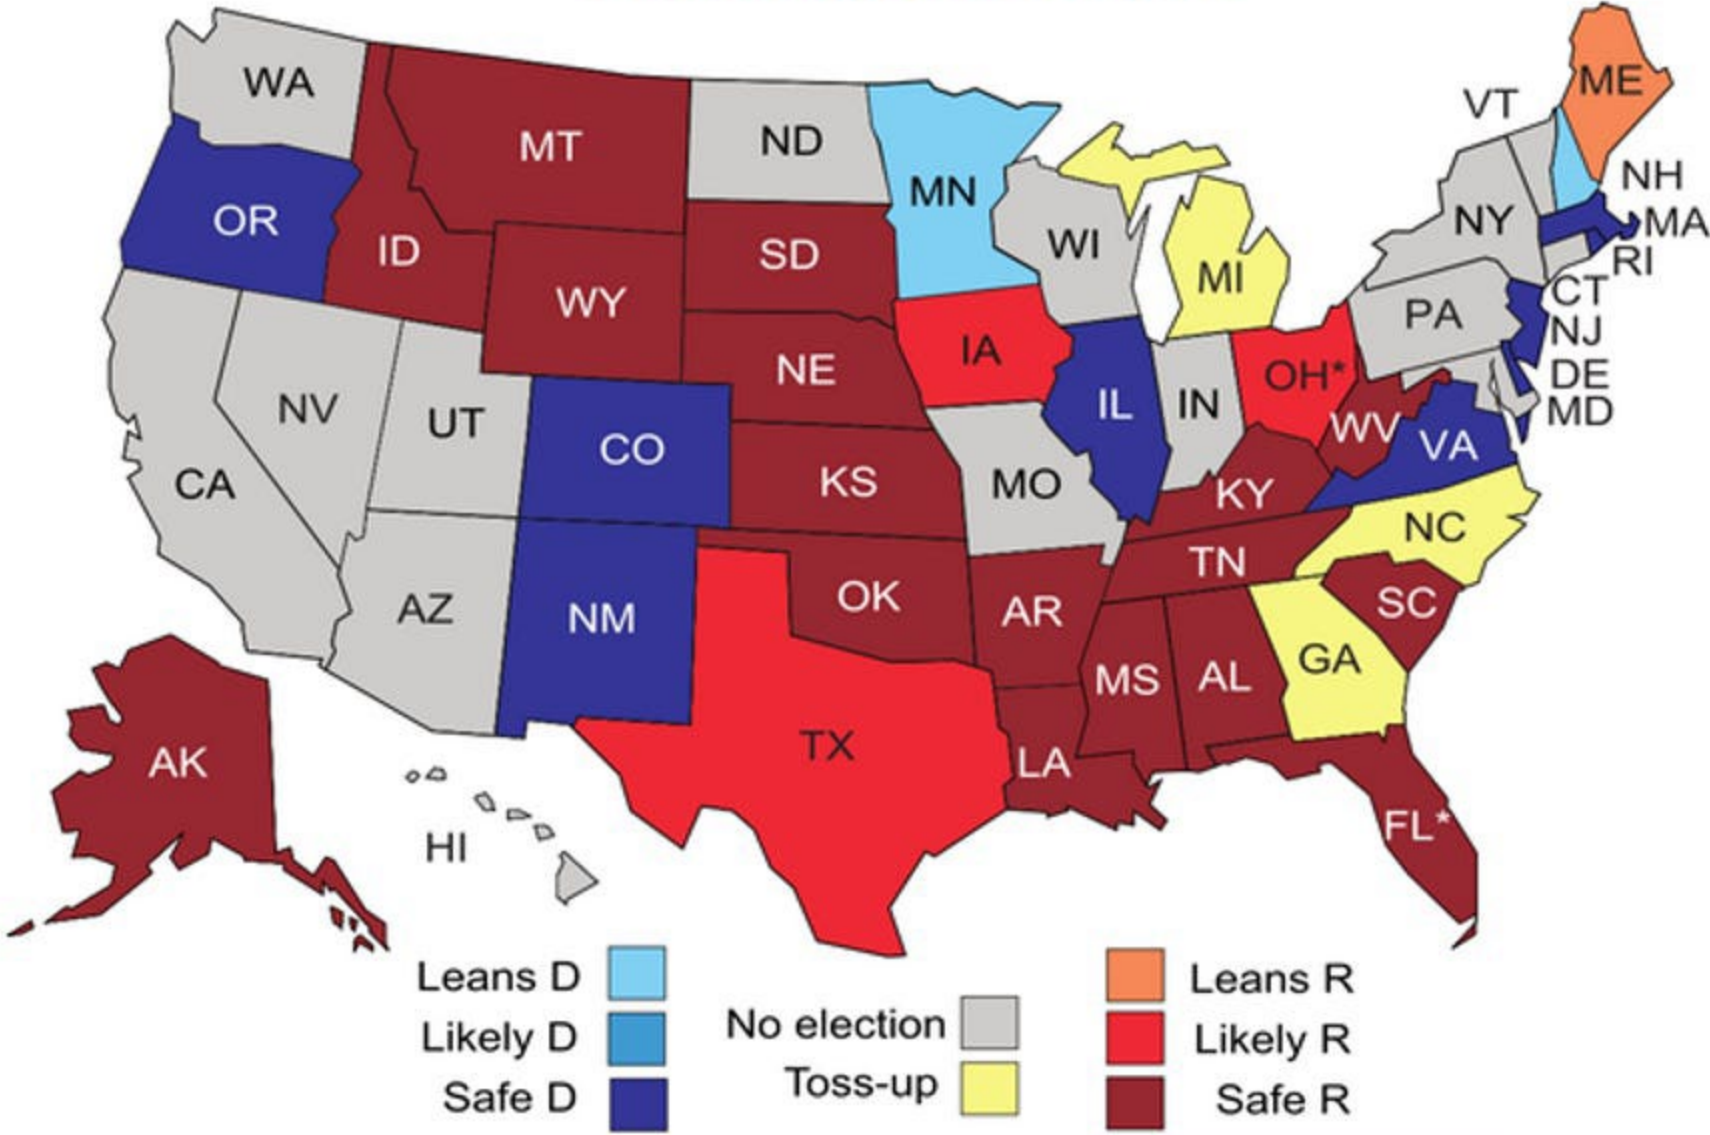 WA
MT
ND
MN
ME
VT
OR
ID
SD
WI
MI
NY
NH
MA
RI
WY
CT
NJ
PA
IA
NE
OH*
DE
MD
NV
UT
CO
IL
IN
WV
VA
CA
KS
MO
KY
NC
AZ
NM
OK
AR
TN
SC
MS
AL
GA
AK
TX
LA
FL*
HI
Leans D
Likely D
Safe D
No election
Toss-up
Leans R
Likely R
Safe R